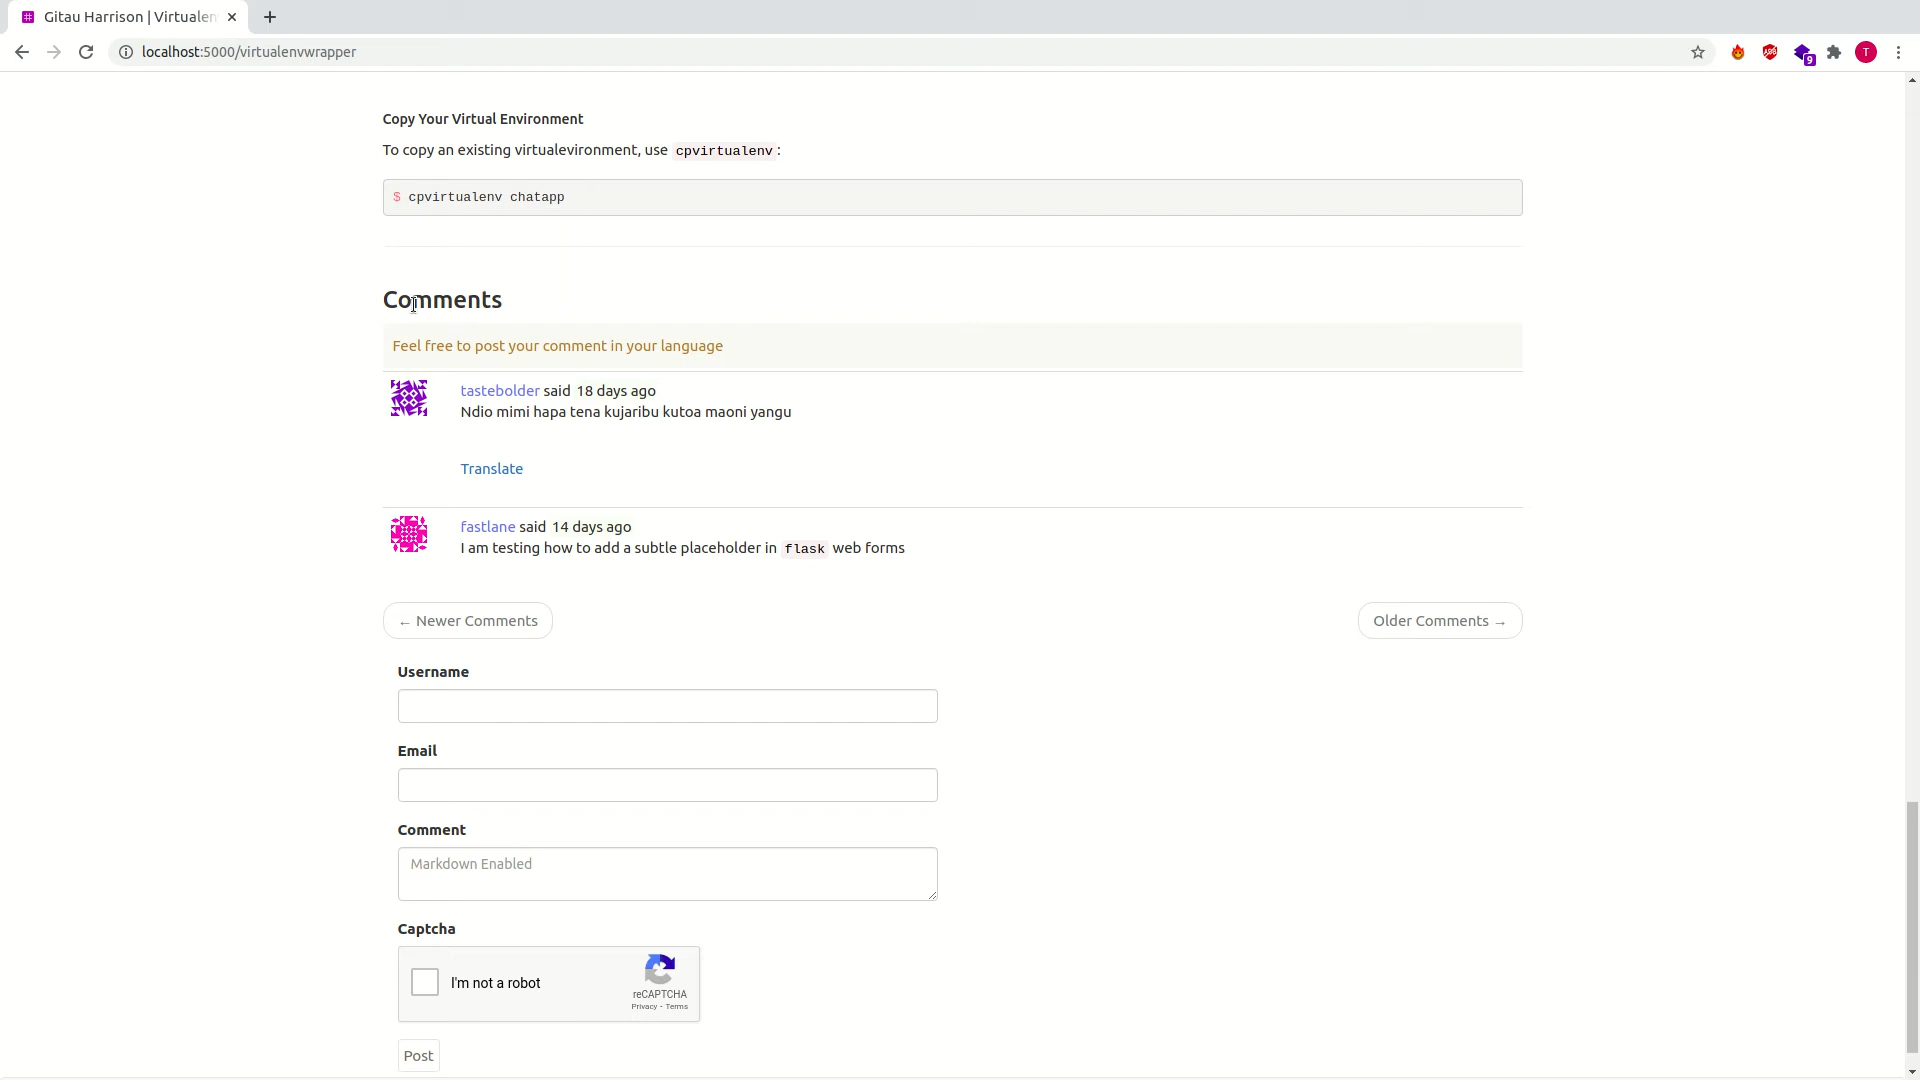 Gitau Harrison | Virtualen
localhost:5000/virtualenvwrapper
ABP
9
T
Copy Your Virtual Environment
To copy an existing virtualevironment, use cpvirtualenv:
$ cpvirtualenv chatapp
Comments
Feel free to post your comment in your language
tastebolder said 18 days ago
Ndio mimi hapa tena kujaribu kutoa maoni yangu
Translate
fastlane said 14 days ago
I am testing how to add a subtle placeholder in flask web forms
← Newer Comments
Older Comments →
Username
Email
Comment
Markdown Enabled
Captcha
I'm not a robot
reCAPTCHA
Privacy - Terms
Post